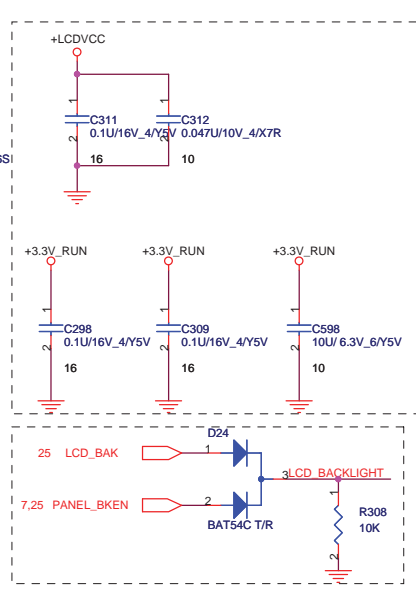 +LCDVCC
1
1
C311
C312
0.1U/16V_4/Y5V
0.047U/10V_4/X7R
2
2
16
10
+3.3V_RUN
+3.3V_RUN
+3.3V_RUN
1
1
1
C298
C309
C598
0.1U/16V_4/Y5V
0.1U/16V_4/Y5V
10U/ 6.3V_6/Y5V
2
2
2
16
16
10
D24
25 LCD_BAK
1
3
LCD_BACKLIGHT
7,25 PANEL_BKEN
2
BAT54C T/R
1
R308
10K
2